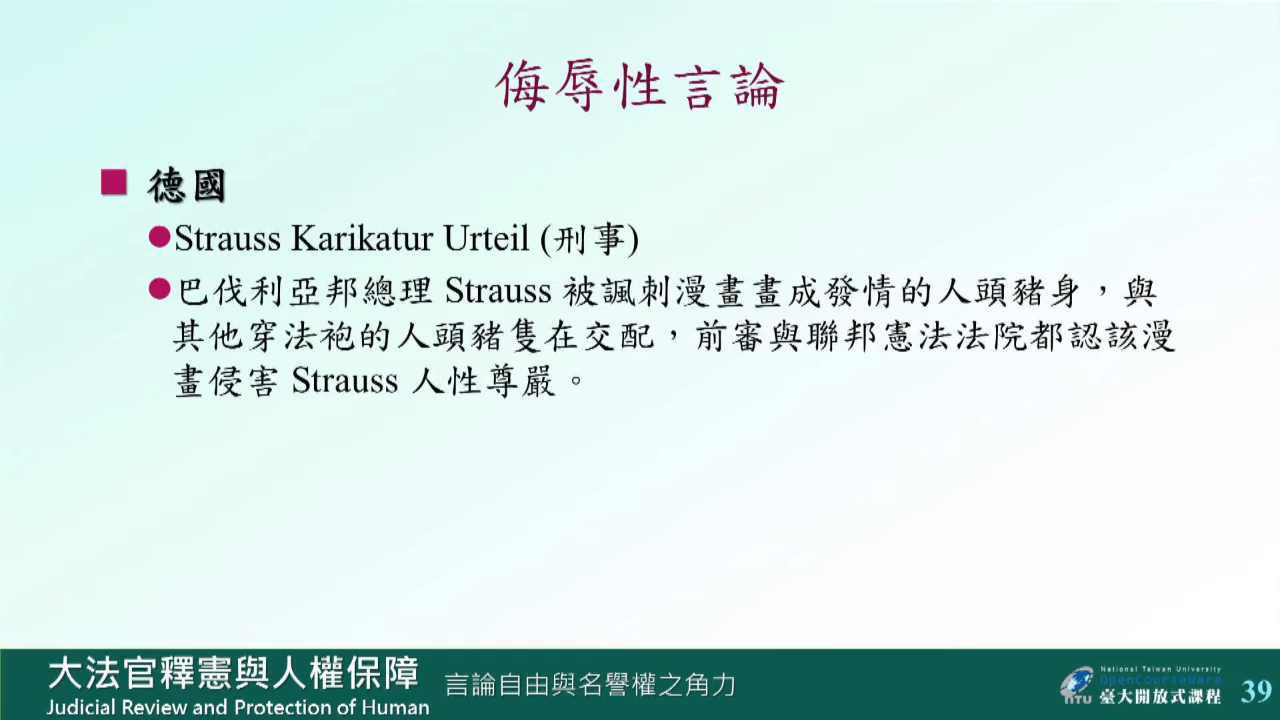 侮辱性言論
德國
Strauss Karikatur Urteil (刑事)
巴伐利亞邦總理 Strauss 被諷刺漫畫畫成發情的人頭豬身，與
其他穿法袍的人頭豬隻在交配，前審與聯邦憲法法院都認該漫
畫侵害 Strauss 人性尊嚴。
大法官釋憲與人權保障
Judicial Review and Protection of Human
言論自由與名譽權之角力
National Taiwan University
OpenCourseWare
NTU 臺大開放式課程
39